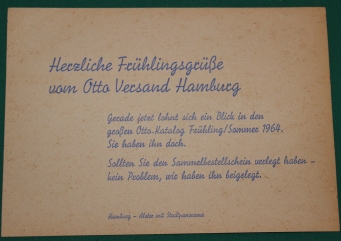 Herzliche Frühlingsgrüße
vom Otto Versand Hamburg
Gerade jetzt lohnt sich ein Blick in den
großen Otto-Katalog Frühling/Sommer 1964.
Sie haben ihn doch.
Sollten Sie den Sammelbestellschein verlegt haben –
kein Problem, wir haben ihn beigelegt.
Hamburg – Alster mit Stadtpanorama